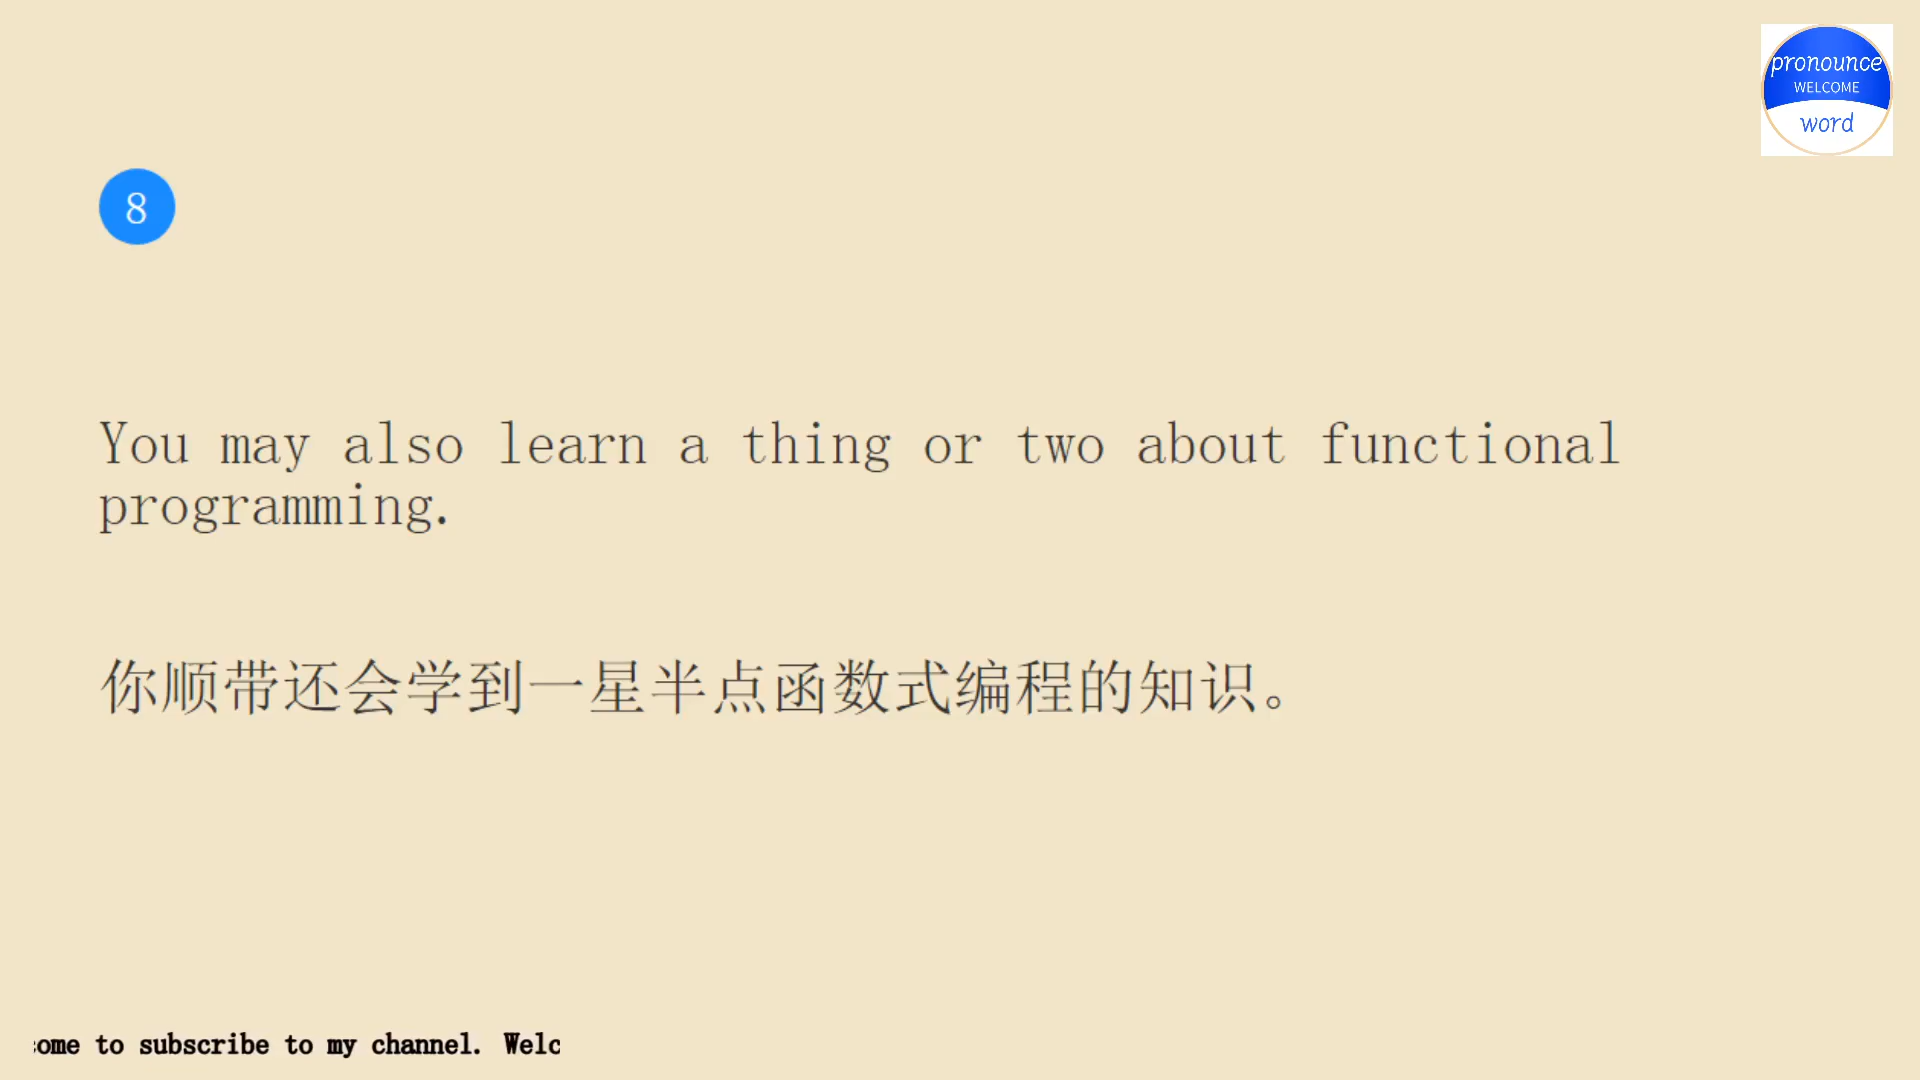 pronounce
WELCOME
word
8
You may also learn a thing or two about functional
programming.
你顺带还会学到一星半点函数式编程的知识。
ome to subscribe to my channel. Welc